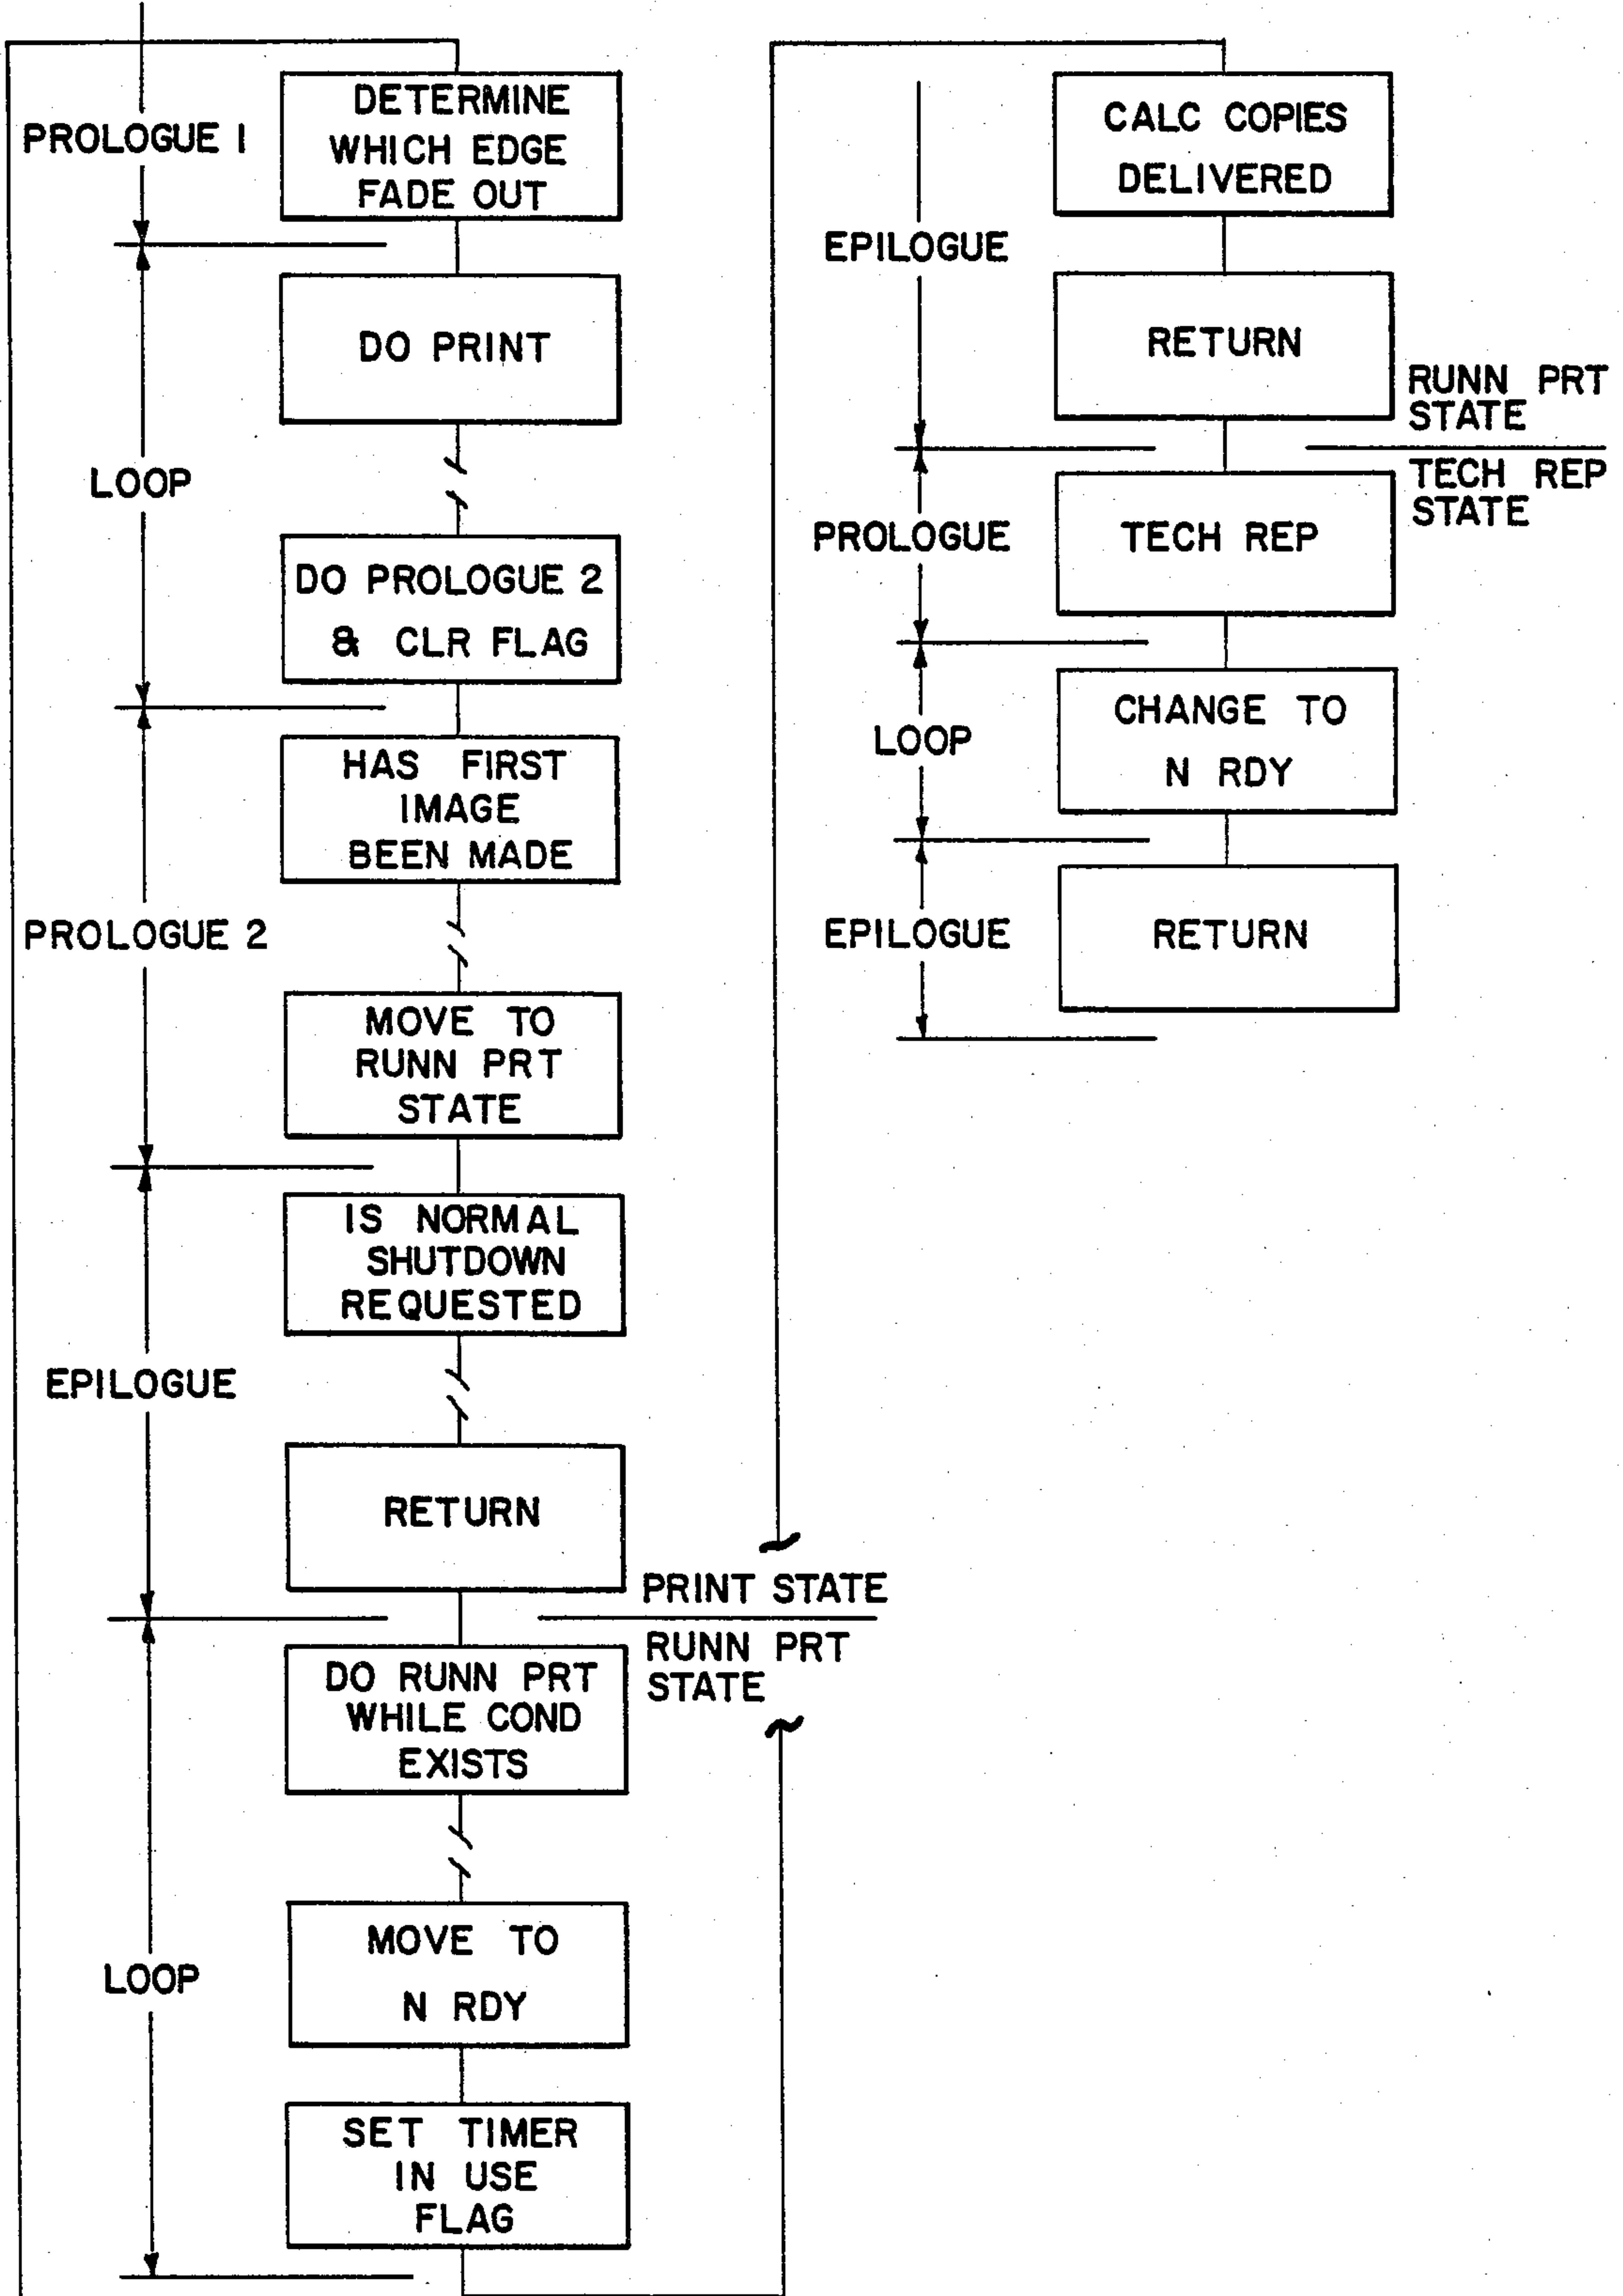 PROLOGUE 1
DETERMINE
WHICH EDGE
FADE OUT
LOOP
DO PRINT
DO PROLOGUE 2
& CLR FLAG
PROLOGUE 2
HAS FIRST
IMAGE
BEEN MADE
MOVE TO
RUNN PRT
STATE
EPILOGUE
IS NORMAL
SHUTDOWN
REQUESTED
RETURN
PRINT STATE
RUNN PRT
STATE
LOOP
DO RUNN PRT
WHILE COND
EXISTS
MOVE TO
N RDY
SET TIMER
IN USE
FLAG
EPILOGUE
CALC COPIES
DELIVERED
RETURN
RUNN PRT
STATE
TECH REP
STATE
PROLOGUE
TECH REP
LOOP
CHANGE TO
N RDY
EPILOGUE
RETURN